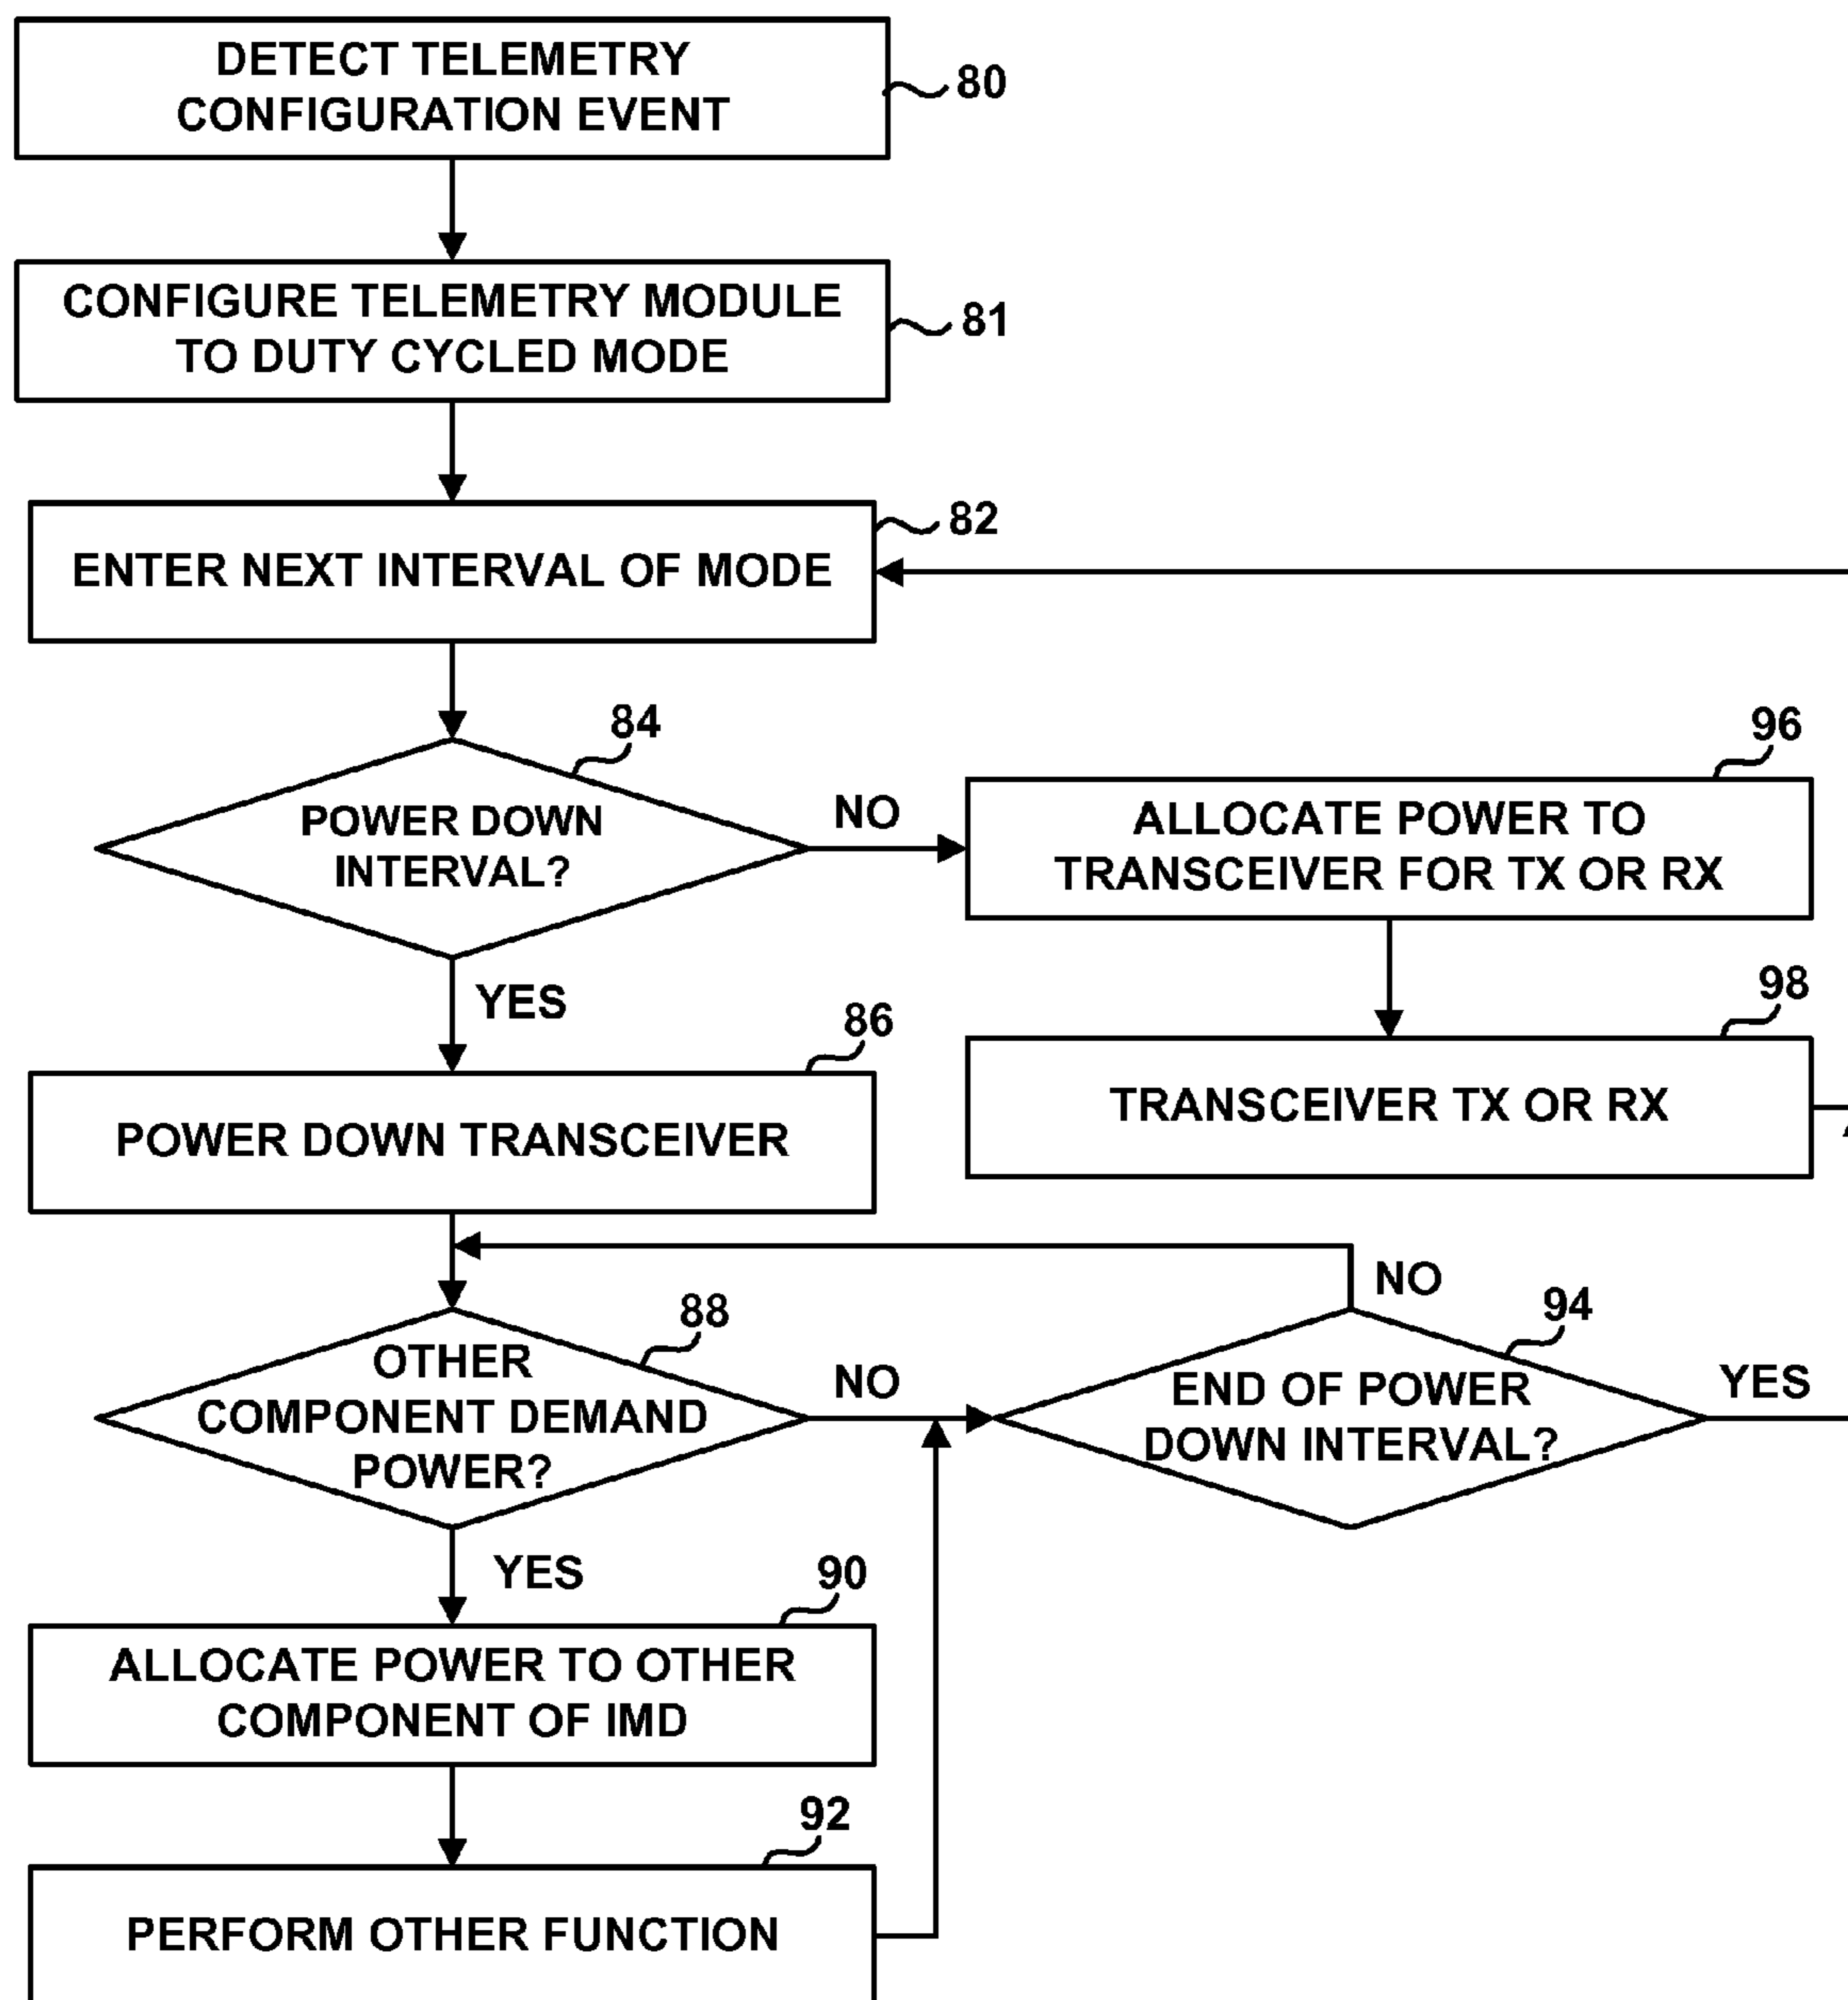 DETECT TELEMETRY
CONFIGURATION EVENT
80
CONFIGURE TELEMETRY MODULE
TO DUTY CYCLED MODE
81
82
ENTER NEXT INTERVAL OF MODE
84
POWER DOWN
INTERVAL?
NO
96
ALLOCATE POWER TO
TRANSCEIVER FOR TX OR RX
YES
98
TRANSCEIVER TX OR RX
86
POWER DOWN TRANSCEIVER
88
OTHER
COMPONENT DEMAND
POWER?
NO
NO
94
END OF POWER
DOWN INTERVAL?
YES
YES
90
ALLOCATE POWER TO OTHER
COMPONENT OF IMD
92
PERFORM OTHER FUNCTION